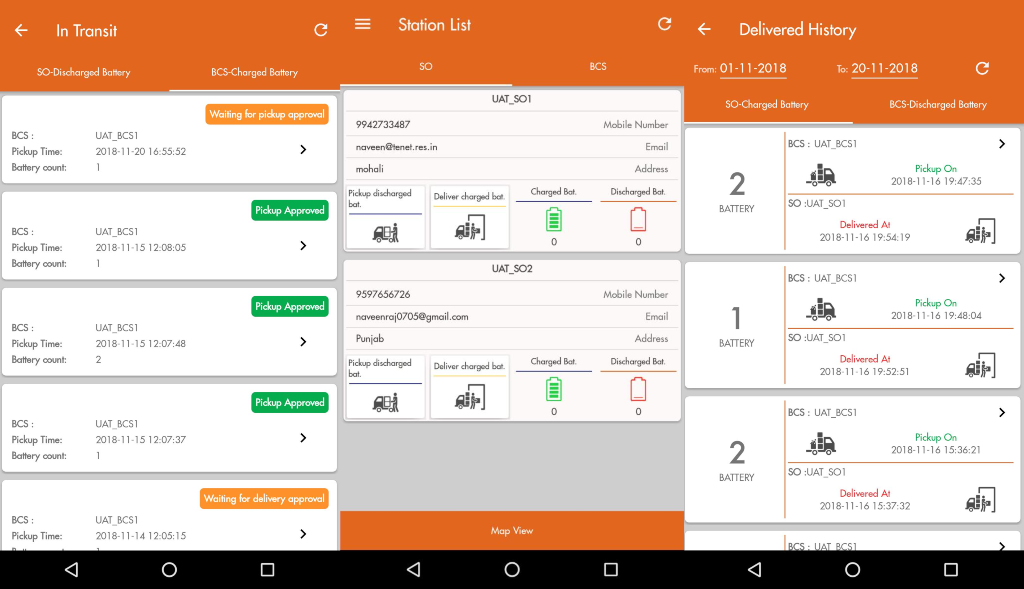 In Transit
SO-Discharged Battery
BCS-Charged Battery
Waiting for pickup approval
BCS : UAT_BCS1
Pickup Time: 2018-11-20 16:55:52
Battery count: 1
Pickup Approved
BCS : UAT_BCS1
Pickup Time: 2018-11-15 12:08:05
Battery count: 1
Pickup Approved
BCS : UAT_BCS1
Pickup Time: 2018-11-15 12:07:48
Battery count: 2
Pickup Approved
BCS : UAT_BCS1
Pickup Time: 2018-11-15 12:07:37
Battery count: 1
Waiting for delivery approval
BCS : UAT_BCS1
Pickup Time: 2018-11-14 12:05:15
Battery count: 1
Station List
SO
BCS
UAT_SO1
9942733487 Mobile Number
naveen@tenet.res.in Email
mohali Address
Pickup discharged
bat.
Deliver charged bat.
Charged Bat.
0
Discharged Bat.
0
UAT_SO2
9597656726 Mobile Number
naveenraj0705@gmail.com Email
Punjab Address
Pickup discharged
bat.
Deliver charged bat.
Charged Bat.
0
Discharged Bat.
0
Map View
Delivered History
From: 01-11-2018 To: 20-11-2018
SO-Charged Battery
BCS-Discharged Battery
2
BATTERY
BCS : UAT_BCS1
Pickup On
2018-11-16 19:47:35
SO :UAT_SO1
Delivered At
2018-11-16 19:54:19
1
BATTERY
BCS : UAT_BCS1
Pickup On
2018-11-16 19:48:04
SO :UAT_SO1
Delivered At
2018-11-16 19:52:51
2
BATTERY
BCS : UAT_BCS1
Pickup On
2018-11-16 15:36:21
SO :UAT_SO1
Delivered At
2018-11-16 15:37:32
BCS : UAT_BCS1